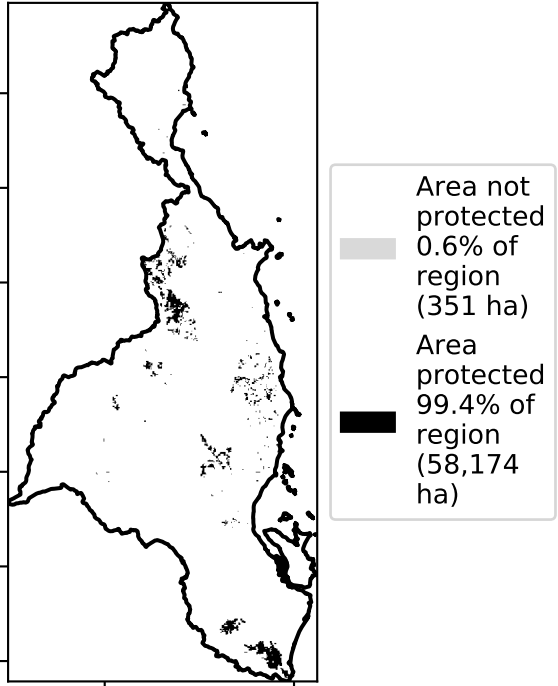 Area not
protected
0.6% of
region
(351 ha)
Area
protected
99.4% of
region
(58,174
ha)